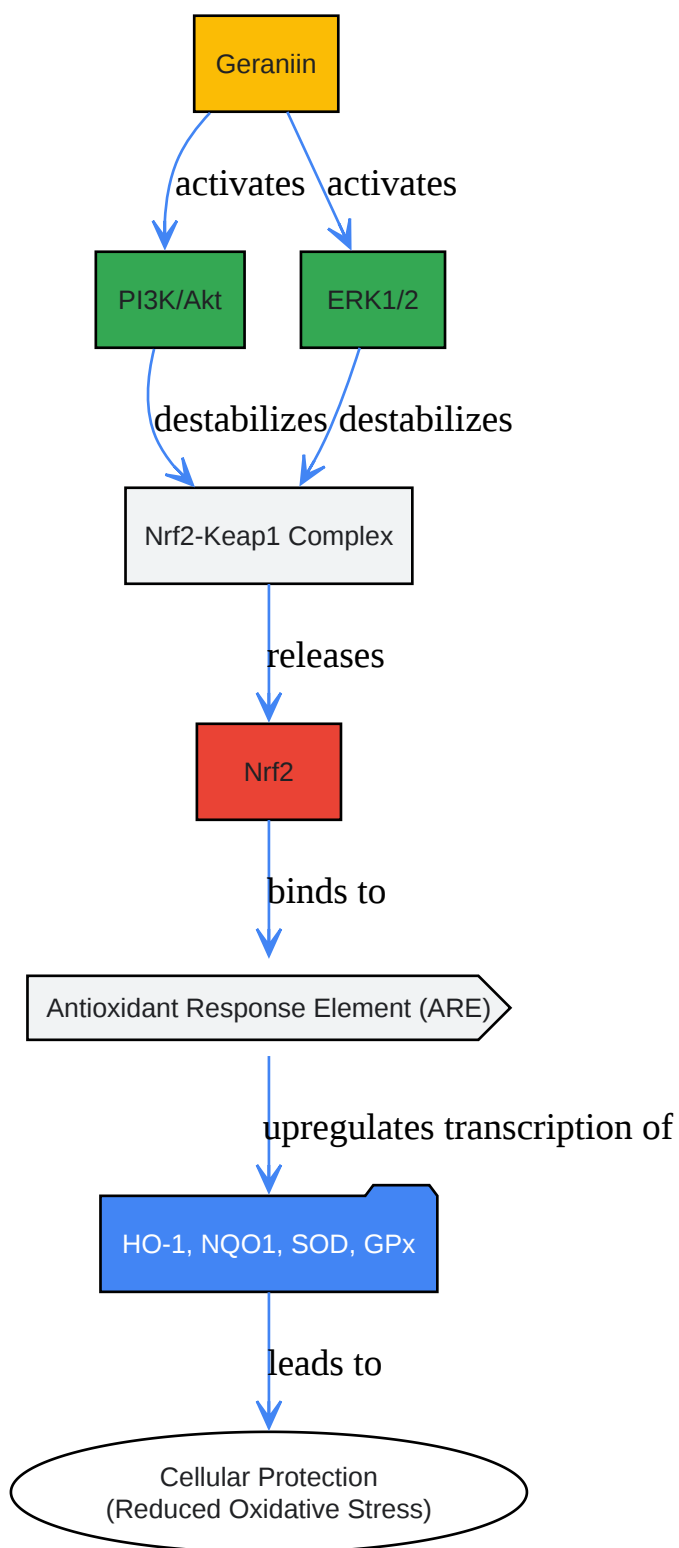 Geraniin
activates
activates
PI3K/Akt
ERK1/2
destabilizes
destabilizes
Nrf2-Keap1 Complex
releases
Nrf2
binds to
Antioxidant Response Element (ARE)
upregulates transcription of
HO-1, NQO1, SOD, GPx
leads to
Cellular Protection
(Reduced Oxidative Stress)